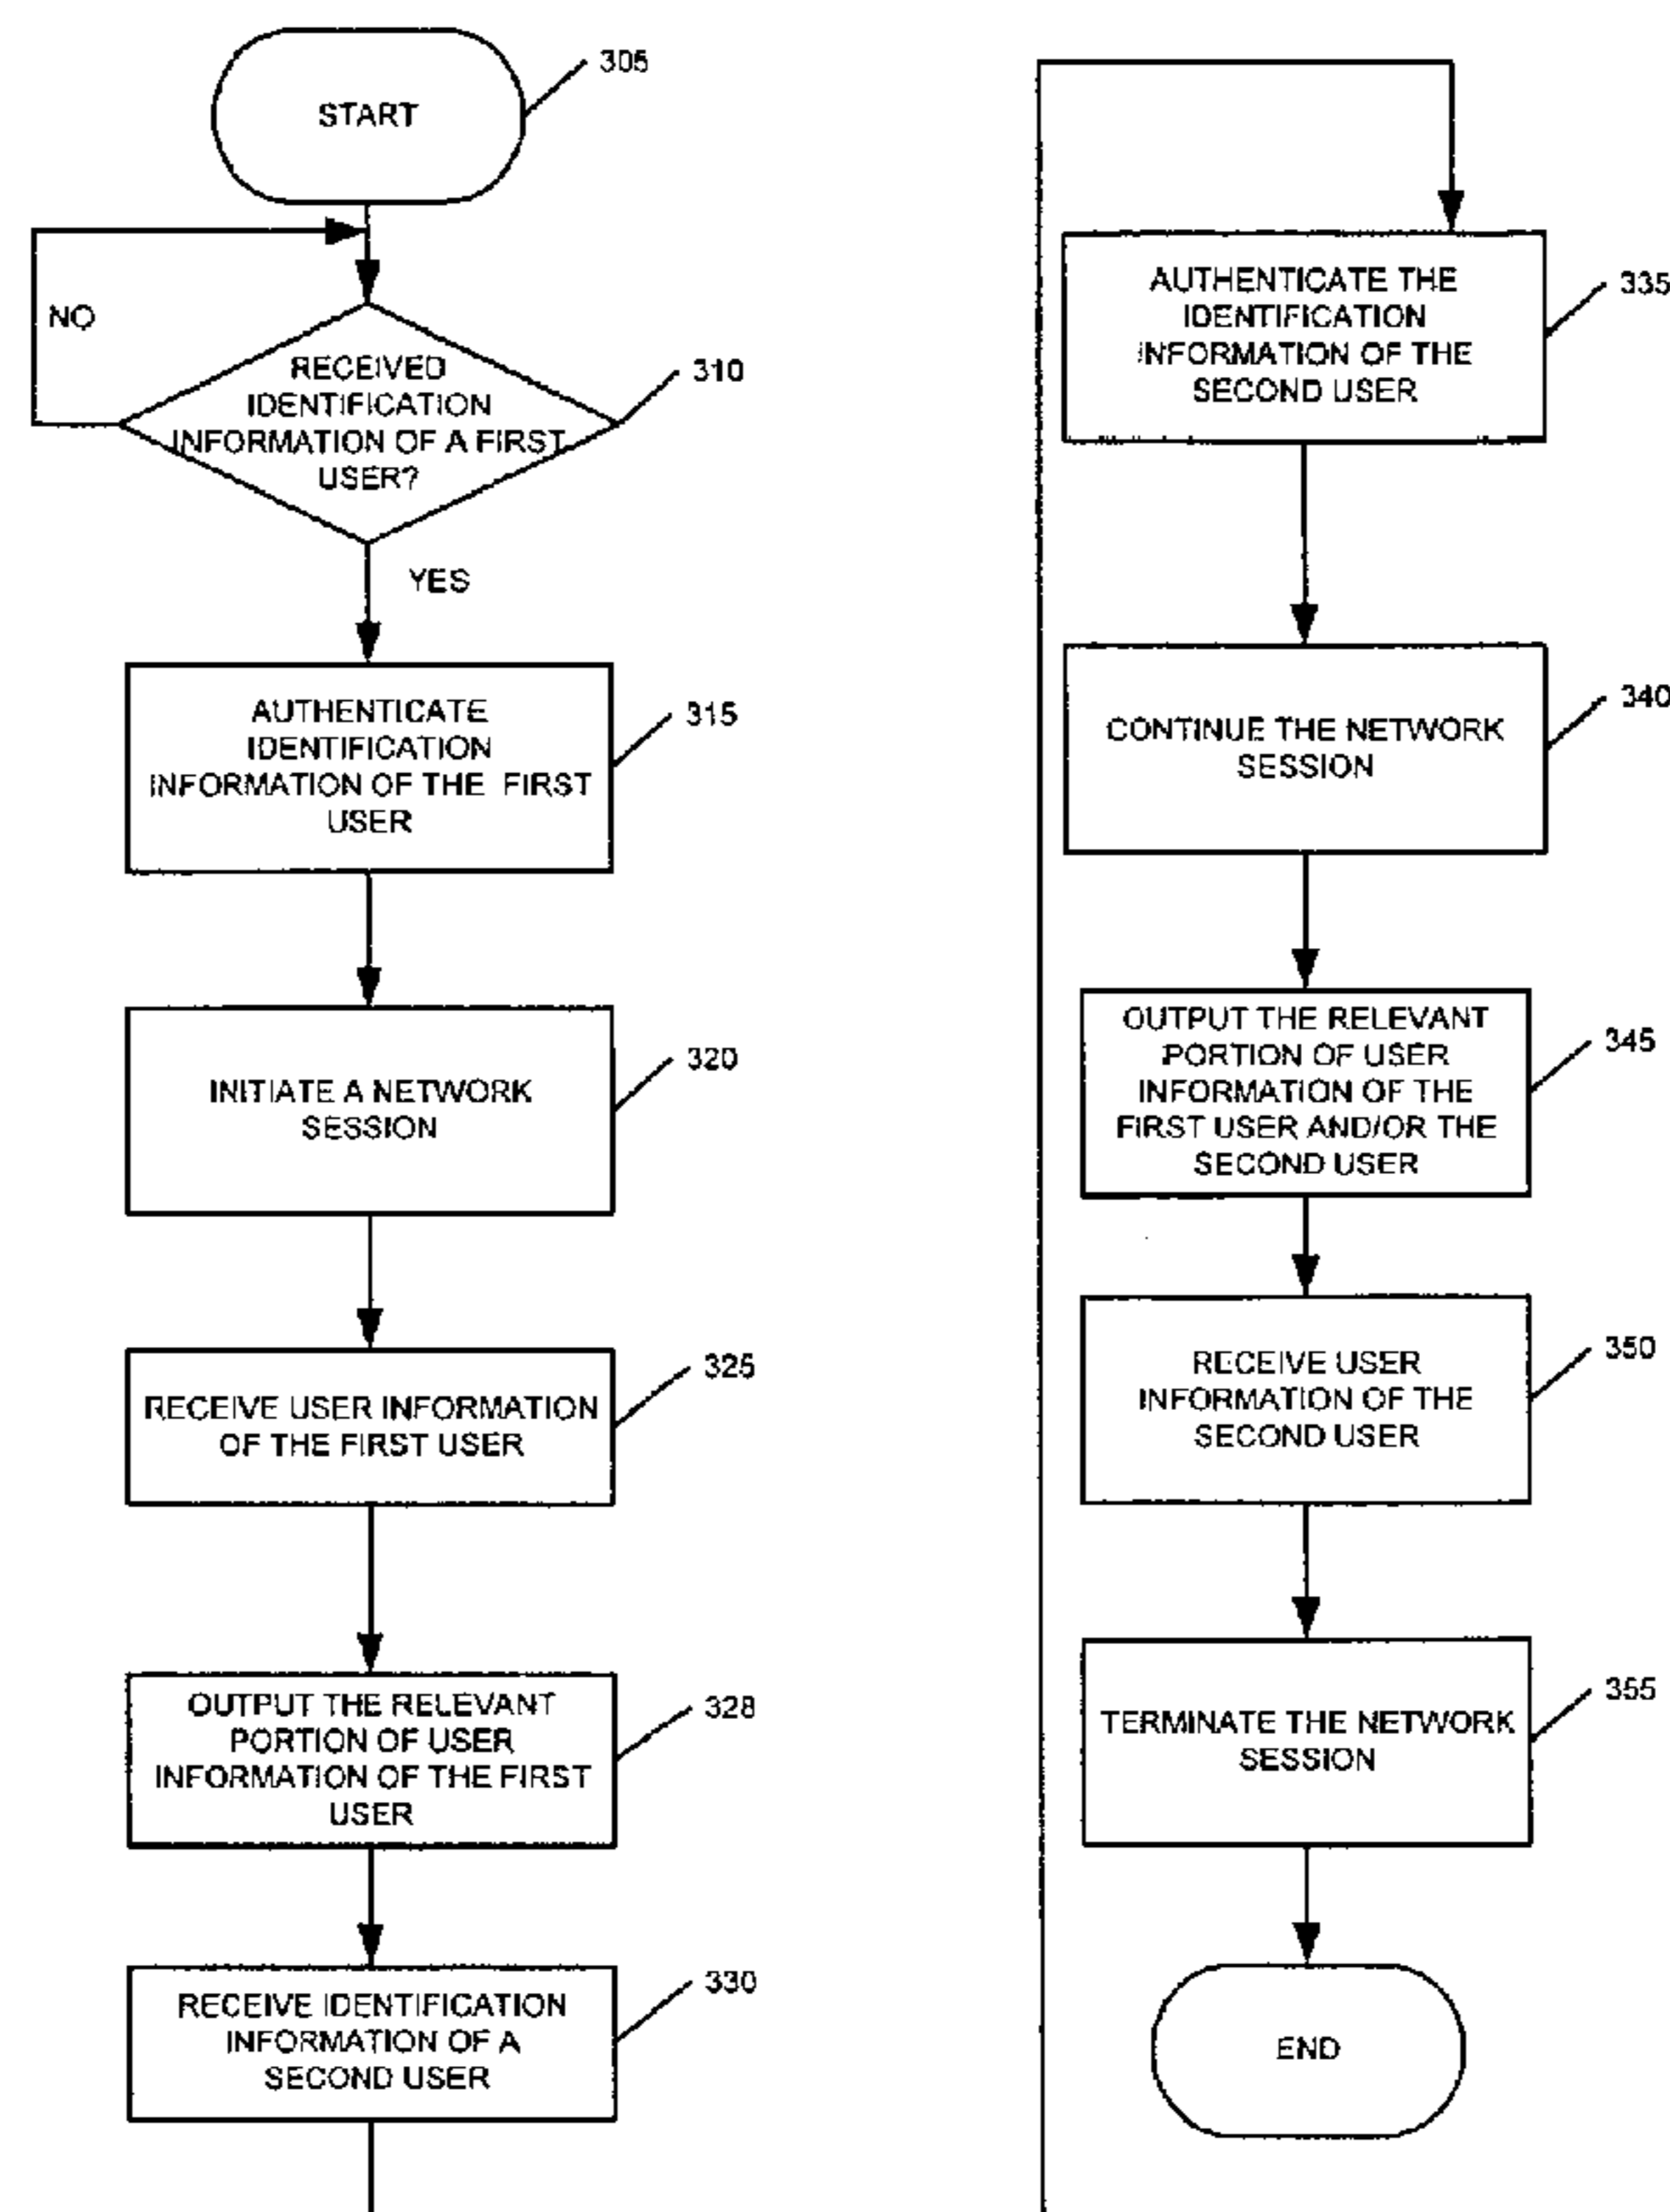 START
305
NO
RECEIVED
IDENTIFICATION
INFORMATION OF A FIRST
USER?
310
YES
AUTHENTICATE
IDENTIFICATION
INFORMATION OF THE FIRST
USER
315
INITIATE A NETWORK
SESSION
320
RECEIVE USER INFORMATION
OF THE FIRST USER
325
OUTPUT THE RELEVANT
PORTION OF USER
INFORMATION OF THE FIRST
USER
328
RECEIVE IDENTIFICATION
INFORMATION OF A
SECOND USER
330
AUTHENTICATE THE
IDENTIFICATION
INFORMATION OF THE
SECOND USER
335
CONTINUE THE NETWORK
SESSION
340
OUTPUT THE RELEVANT
PORTION OF USER
INFORMATION OF THE
FIRST USER AND/OR THE
SECOND USER
345
RECEIVE USER
INFORMATION OF THE
SECOND USER
350
TERMINATE THE NETWORK
SESSION
355
END